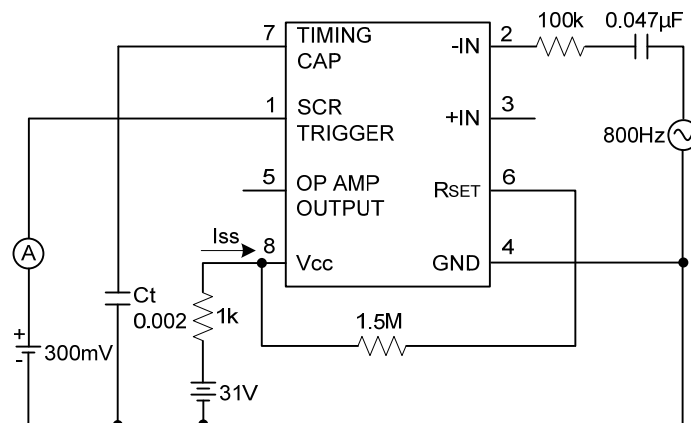 7
TIMING
CAP
-IN
2
100k
0.047µF
1
SCR
TRIGGER
+IN
3
800Hz
5
OP AMP
OUTPUT
RSET
6
Iss
8
Vcc
GND
4
A
Ct
0.002
1k
1.5M
+
-
300mV
31V